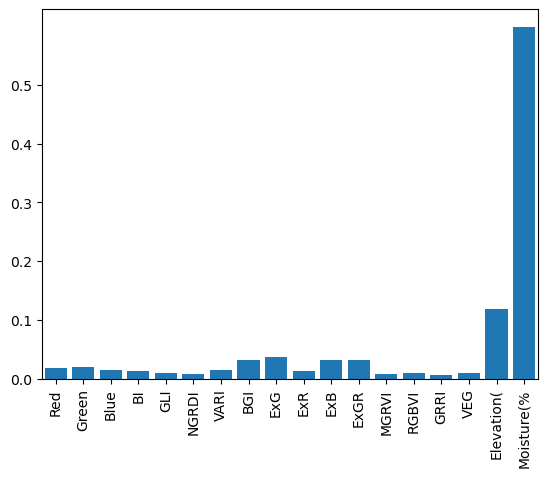 0.5
0.4
0.3
0.2
0.1
0.0
Red
Green
Blue
BI
GLI
NGRDI
VARI
BGI
ExG
ExR
ExB
ExGR
MGRVI
RGBVI
GRRI
VEG
Elevation(
Moisture(%